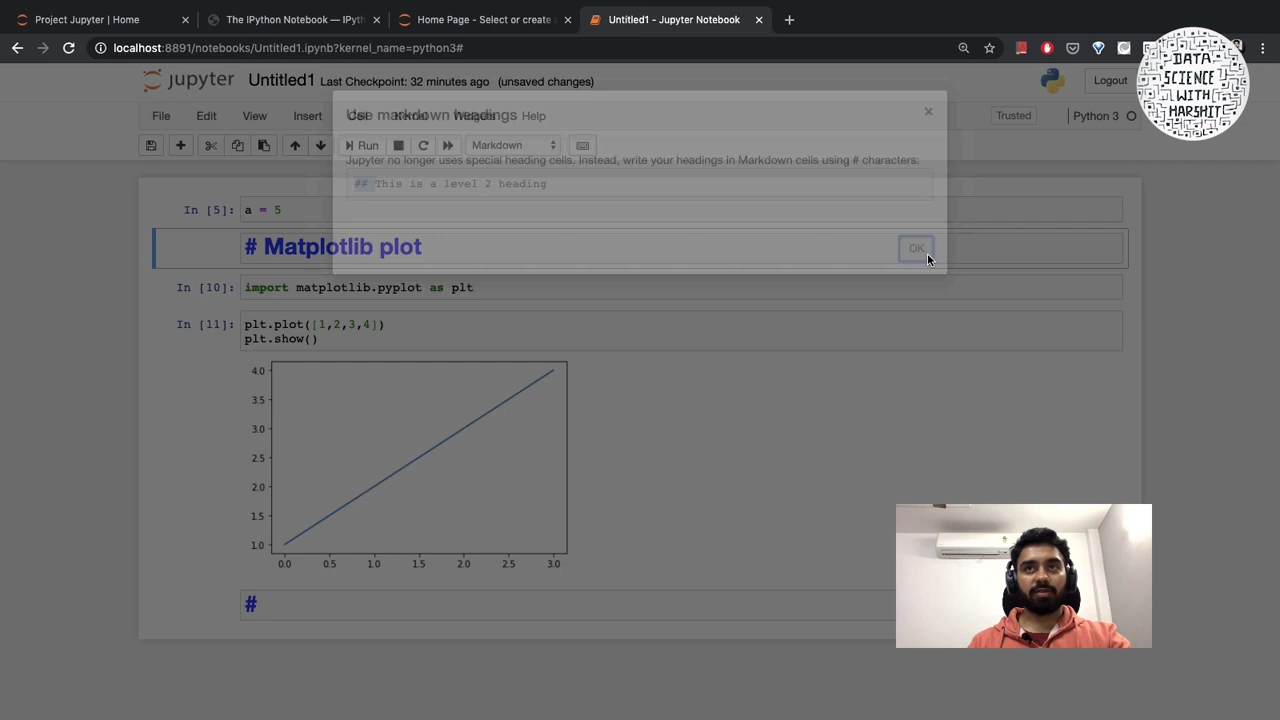 Project Jupyter | Home
The IPython Notebook — IPyth
Home Page - Select or create a
Untitled1 - Jupyter Notebook
localhost:8891/notebooks/Untitled1.ipynb?kernel_name=python3#
DATA
SCIENCE
WITH
HARSHIT
jupyter Untitled1 Last Checkpoint: 32 minutes ago (unsaved changes)
Logout
File Edit View Insert Cell Kernel Widgets Help
Trusted
Python 3
Use markdown headings
Run
Markdown
Jupyter no longer uses special heading cells. Instead, write your headings in Markdown cells using # characters:
## This is a level 2 heading
OK
In [5]: a = 5
# Matplotlib plot
In [10]: import matplotlib.pyplot as plt
In [11]: plt.plot([1,2,3,4])
plt.show()
4.0
3.5
3.0
2.5
2.0
1.5
1.0
0.0 0.5 1.0 1.5 2.0 2.5 3.0
#